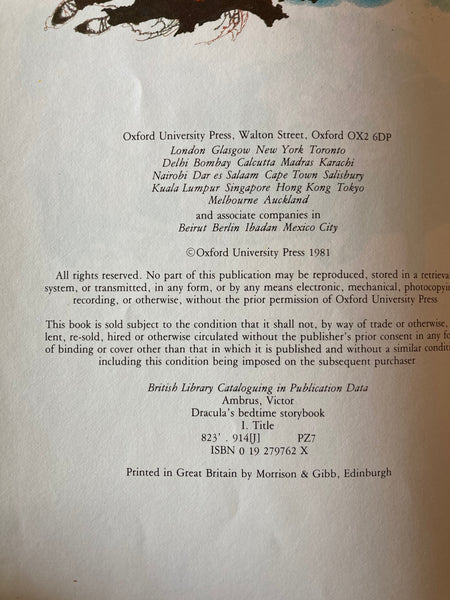 Oxford University Press, Walton Street, Oxford OX2 6DP
London Glasgow New York Toronto
Delhi Bombay Calcutta Madras Karachi
Nairobi Dar es Salaam Cape Town Salisbury
Kuala Lumpur Singapore Hong Kong Tokyo
Melbourne Auckland
and associate companies in
Beirut Berlin Ibadan Mexico City
©Oxford University Press 1981
All rights reserved. No part of this publication may be reproduced, stored in a retrieva
system, or transmitted, in any form, or by any means electronic, mechanical, photocopyin
recording, or otherwise, without the prior permission of Oxford University Press
This book is sold subject to the condition that it shall not, by way of trade or otherwise,
lent, re-sold, hired or otherwise circulated without the publisher's prior consent in any fo
of binding or cover other than that in which it is published and without a similar conditi
including this condition being imposed on the subsequent purchaser
British Library Cataloguing in Publication Data
Ambrus, Victor
Dracula's bedtime storybook
I. Title
823' . 914[J] PZ7
ISBN 0 19 279762 X
Printed in Great Britain by Morrison & Gibb, Edinburgh